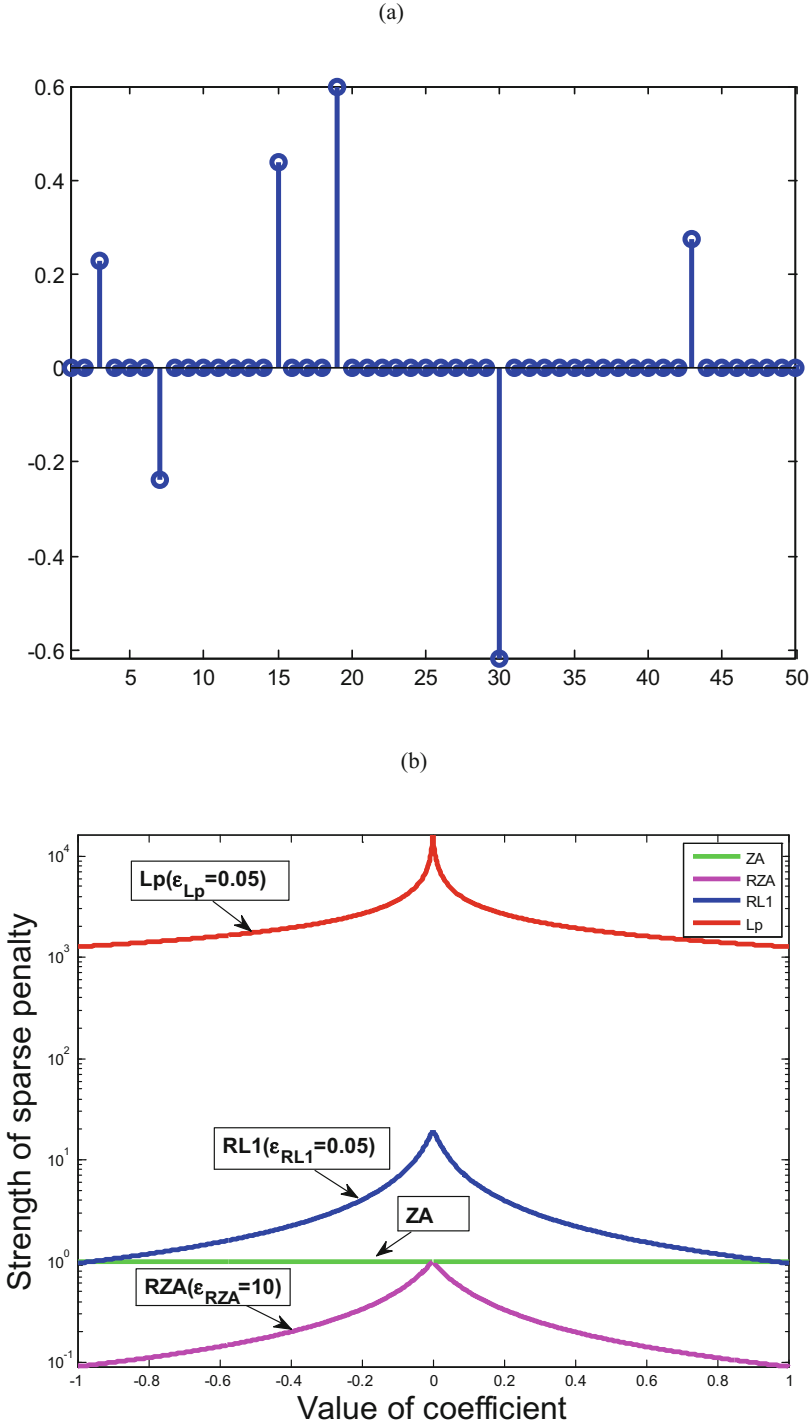 (a)
0.6
0.4
0.2
0
-0.2
-0.4
-0.6
5 10 15 20 25 30 35 40 45 50
(b)
Strength of sparse penalty
10^4
10^3
10^2
10^1
10^0
10^-1
Lp(ε_Lp=0.05)
ZA
RZA
RL1
Lp
RL1(ε_RL1=0.05)
ZA
RZA(ε_RZA=10)
-1 -0.8 -0.6 -0.4 -0.2 0 0.2 0.4 0.6 0.8 1
Value of coefficient